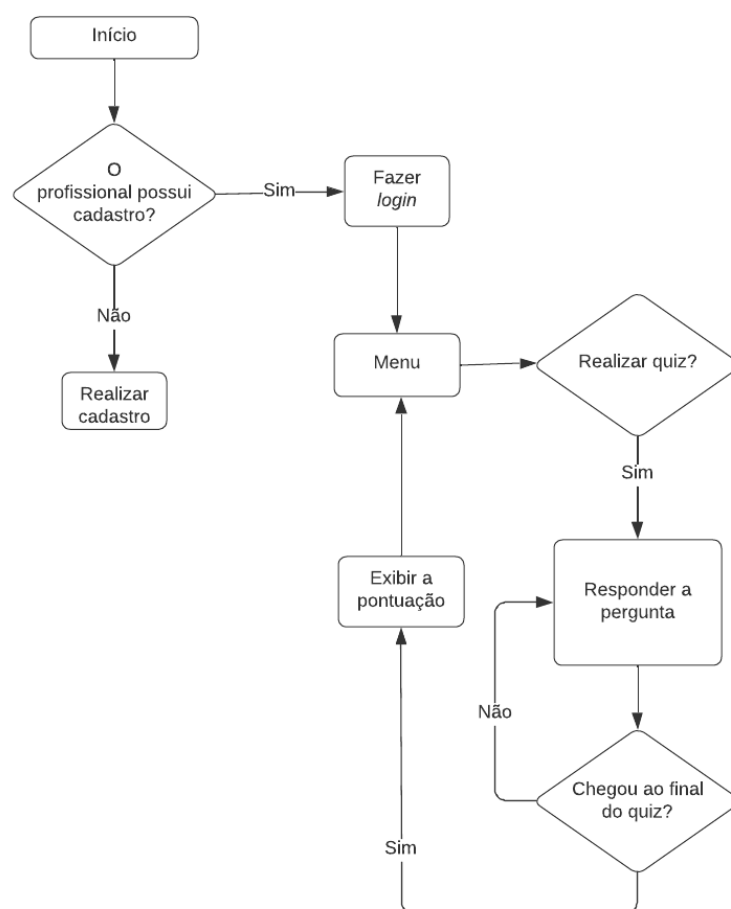 Início
O
profissional possui
cadastro?
Sim
Fazer
login
Não
Realizar
cadastro
Menu
Realizar quiz?
Sim
Exibir a
pontuação
Responder a
pergunta
Não
Chegou ao final
do quiz?
Sim